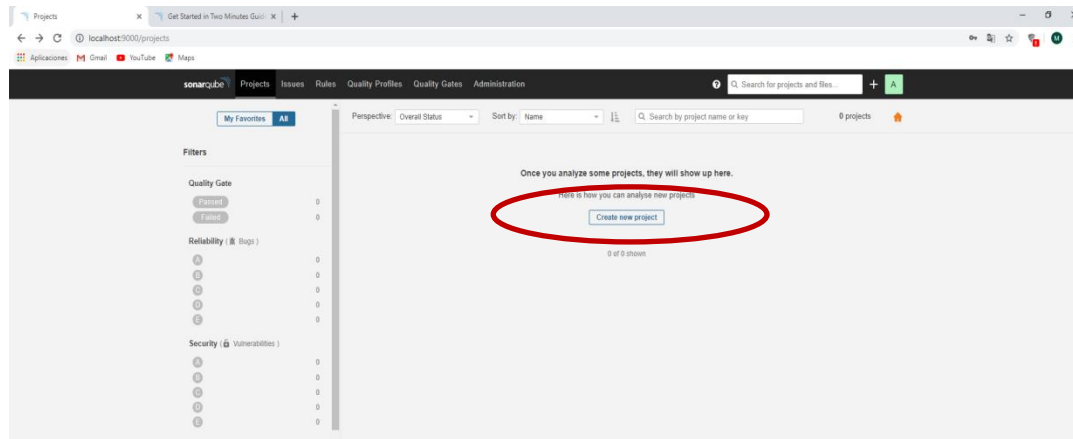 Projects
Get Started in Two Minutes Guid
localhost:9000/projects
Aplicaciones Gmail YouTube Maps
sonarqube Projects Issues Rules Quality Profiles Quality Gates Administration Search for projects and files... A
My Favorites All
Perspective: Overall Status Sort by: Name Search by project name or key 0 projects
Filters
Once you analyze some projects, they will show up here.
Quality Gate
Here is how you can analyse new projects
Passed 0
Failed 0
Create new project
Reliability ( Bugs )
0 of 0 shown
A 0
B 0
C 0
D 0
E 0
Security ( Vulnerabilities )
A 0
B 0
C 0
D 0
E 0